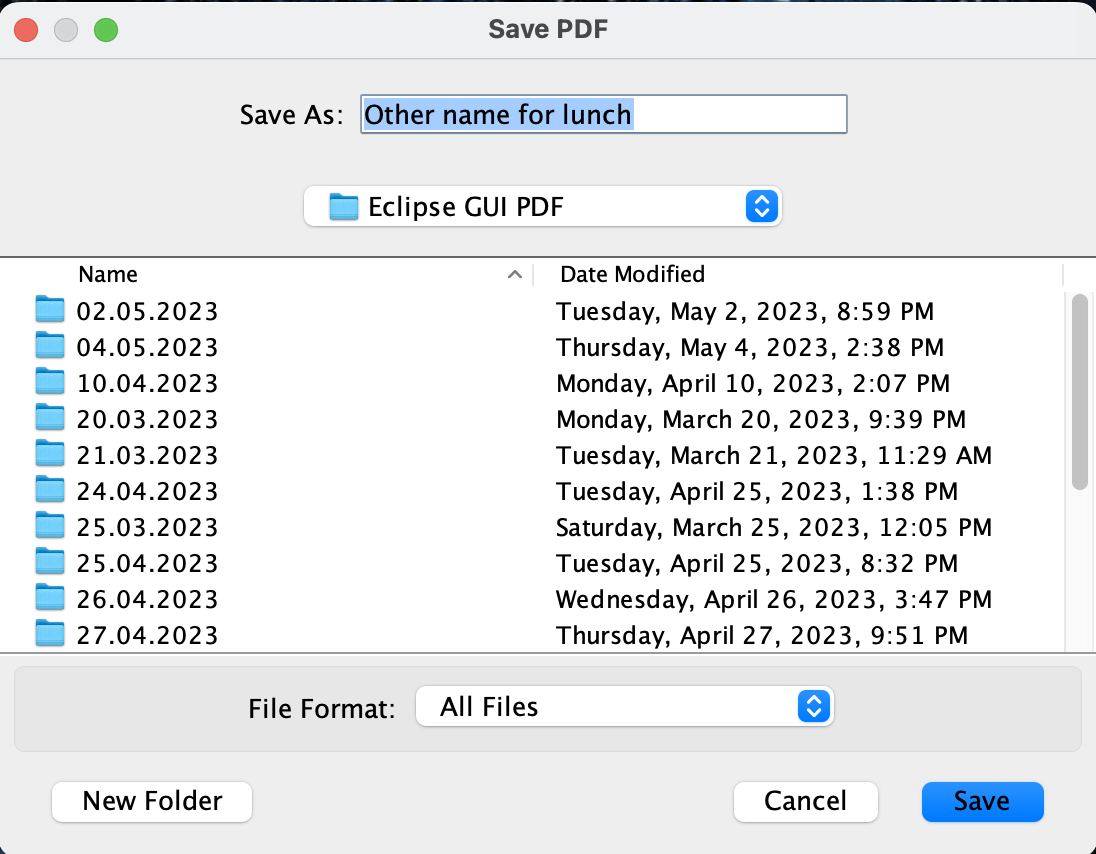 Save PDF
Save As: Other name for lunch
Eclipse GUI PDF
Name Date Modified
02.05.2023 Tuesday, May 2, 2023, 8:59 PM
04.05.2023 Thursday, May 4, 2023, 2:38 PM
10.04.2023 Monday, April 10, 2023, 2:07 PM
20.03.2023 Monday, March 20, 2023, 9:39 PM
21.03.2023 Tuesday, March 21, 2023, 11:29 AM
24.04.2023 Tuesday, April 25, 2023, 1:38 PM
25.03.2023 Saturday, March 25, 2023, 12:05 PM
25.04.2023 Tuesday, April 25, 2023, 8:32 PM
26.04.2023 Wednesday, April 26, 2023, 3:47 PM
27.04.2023 Thursday, April 27, 2023, 9:51 PM
File Format: All Files
New Folder Cancel Save